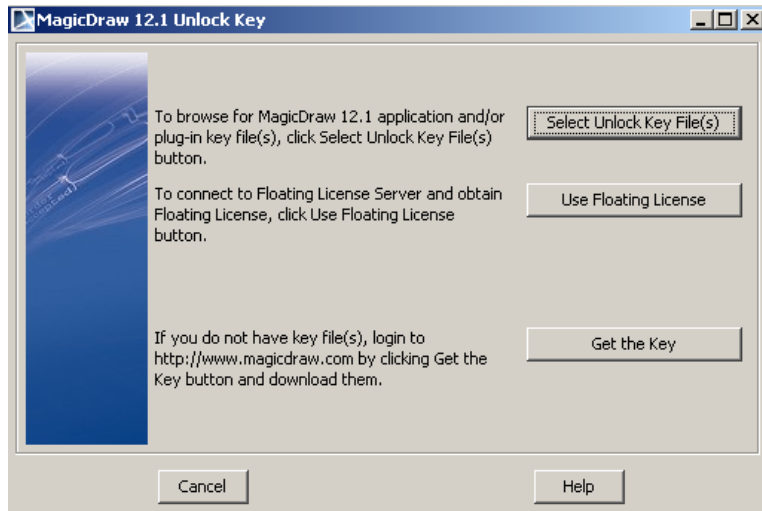 MagicDraw 12.1 Unlock Key
To browse for MagicDraw 12.1 application and/or
plug-in key file(s), click Select Unlock Key File(s)
button.
Select Unlock Key File(s)
To connect to Floating License Server and obtain
Floating License, click Use Floating License
button.
Use Floating License
If you do not have key file(s), login to
http://www.magicdraw.com by clicking Get the
Key button and download them.
Get the Key
Cancel
Help